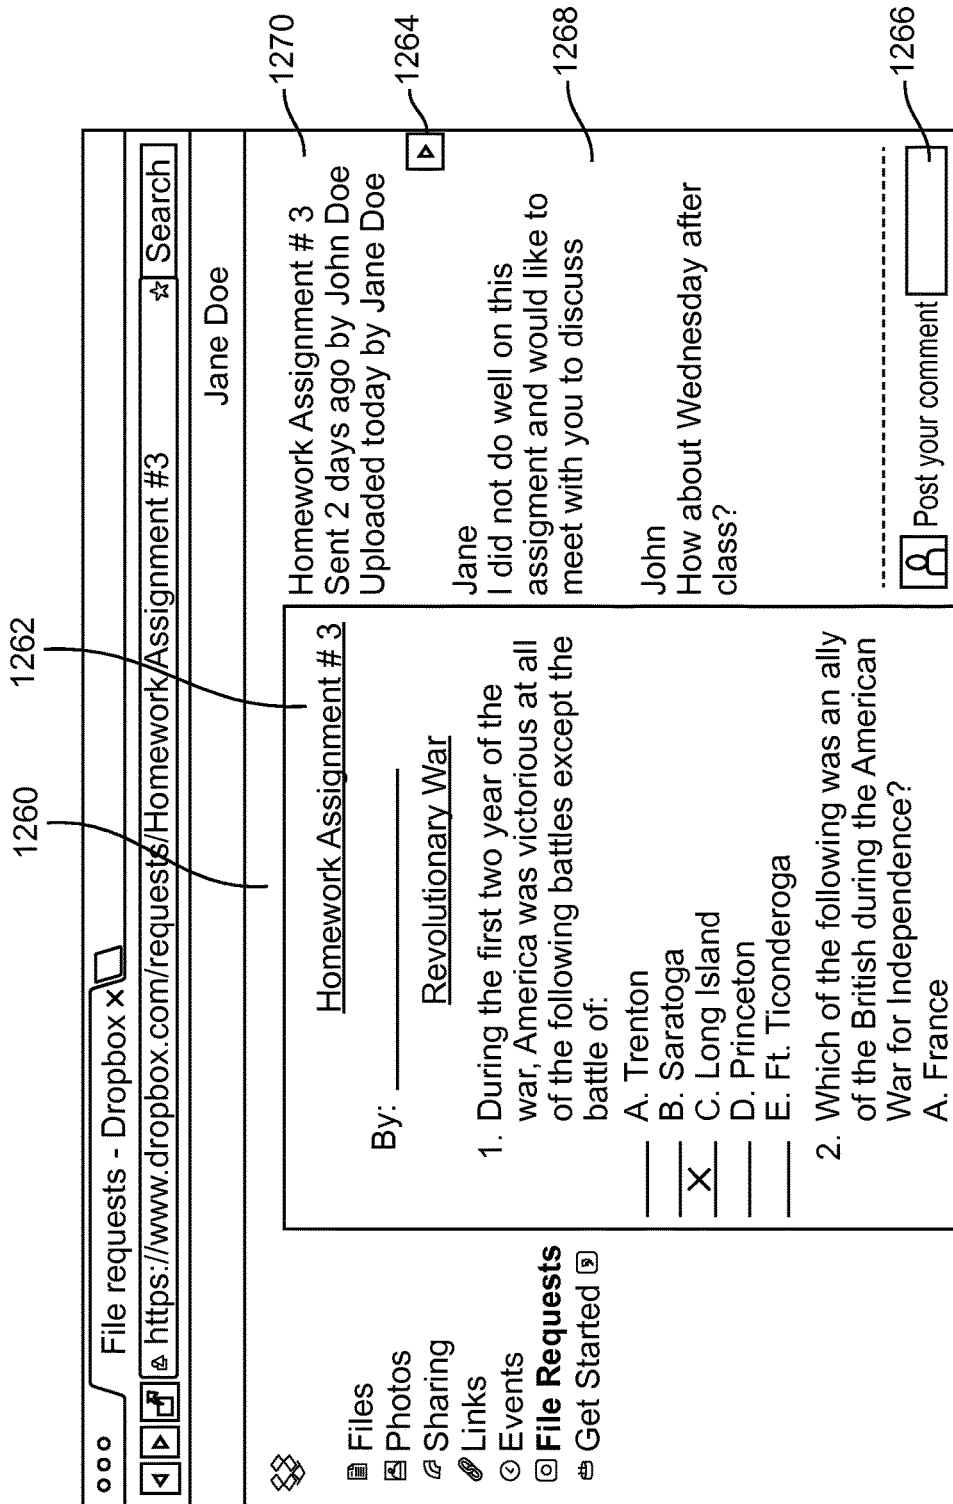 1260
1262
File requests - Dropbox X
https://www.dropbox.com/requests/Homework/Assignment #3
Search
Jane Doe
Files
Photos
Sharing
Links
Events
File Requests
Get Started
Homework Assignment # 3
By:
Revolutionary War
1. During the first two year of the
war, America was victorious at all
of the following battles except the
battle of:
A. Trenton
B. Saratoga
X C. Long Island
D. Princeton
E. Ft. Ticonderoga
2. Which of the following was an ally
of the British during the American
War for Independence?
A. France
Homework Assignment # 3
Sent 2 days ago by John Doe
Uploaded today by Jane Doe
Jane
I did not do well on this
assigment and would like to
meet with you to discuss
John
How about Wednesday after
class?
Post your comment
1270
1264
1268
1266